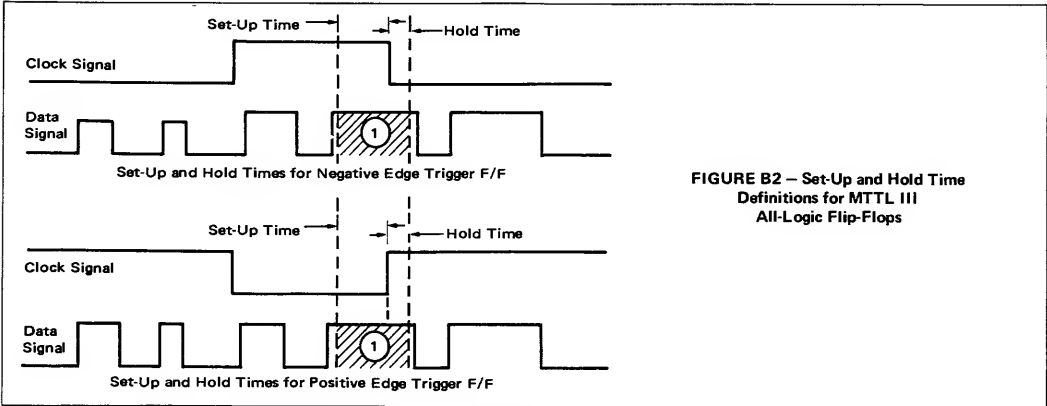 Set-Up Time
Hold Time
Clock Signal
Data
Signal
1
Set-Up and Hold Times for Negative Edge Trigger F/F
Set-Up Time
Hold Time
Clock Signal
Data
Signal
1
Set-Up and Hold Times for Positive Edge Trigger F/F
FIGURE B2 — Set-Up and Hold Time
Definitions for MTTL III
All-Logic Flip-Flops